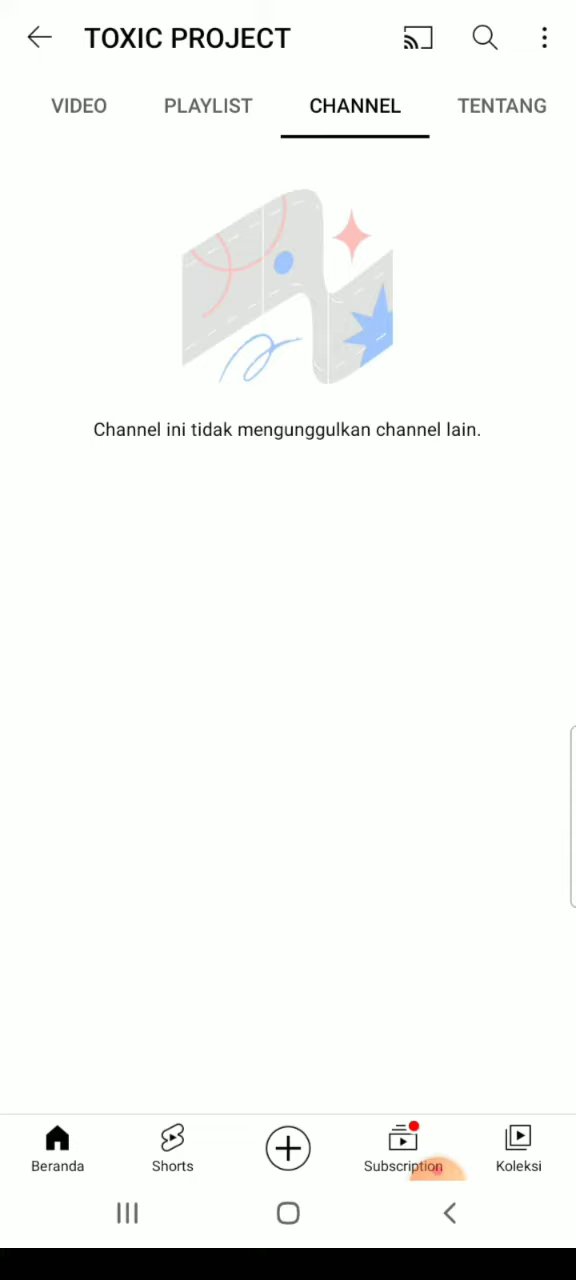 TOXIC PROJECT
VIDEO PLAYLIST CHANNEL TENTANG
Channel ini tidak mengunggulkan channel lain.
Beranda Shorts Subscription Koleksi